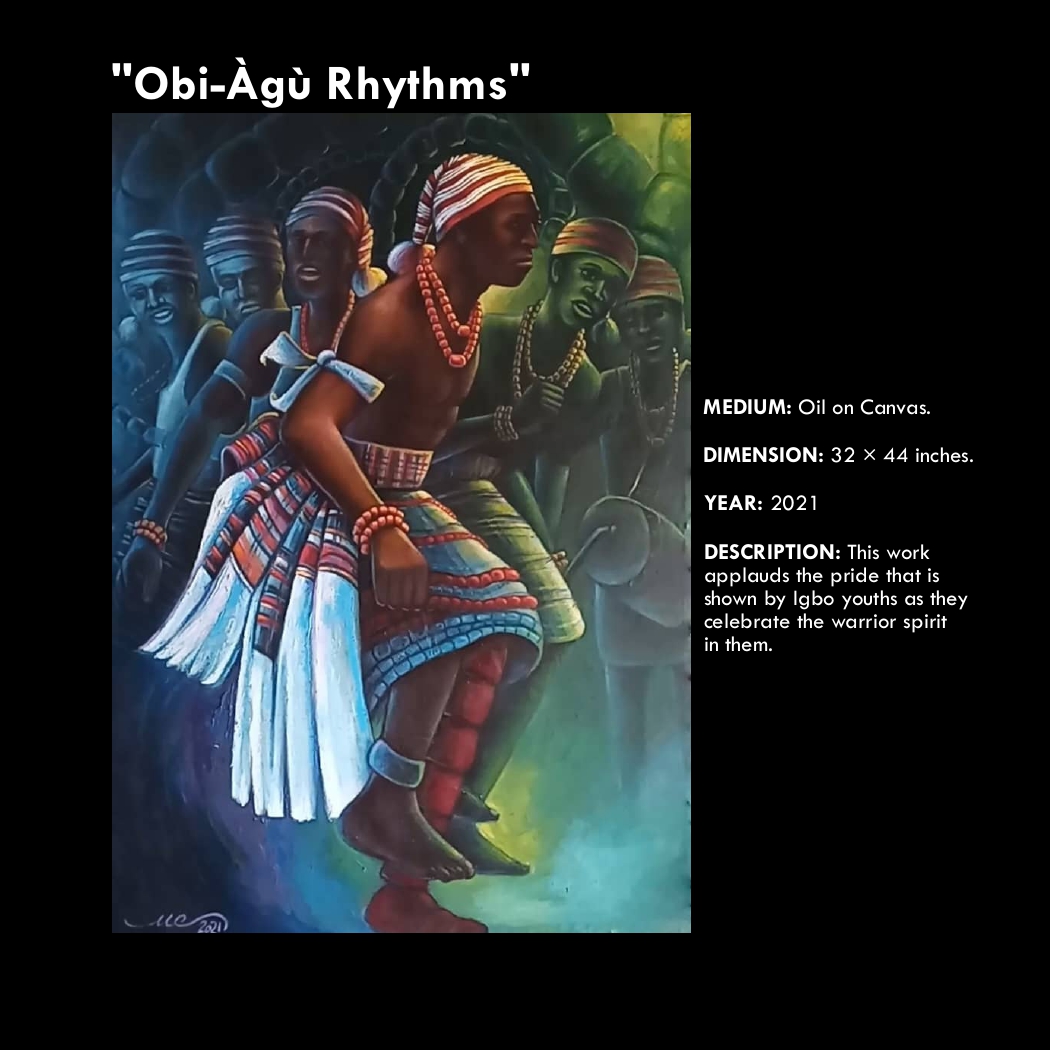 "Obi-Àgù Rhythms"
MEDIUM: Oil on Canvas.
DIMENSION: 32 × 44 inches.
YEAR: 2021
DESCRIPTION: This work
applauds the pride that is
shown by Igbo youths as they
celebrate the warrior spirit
in them.
2021